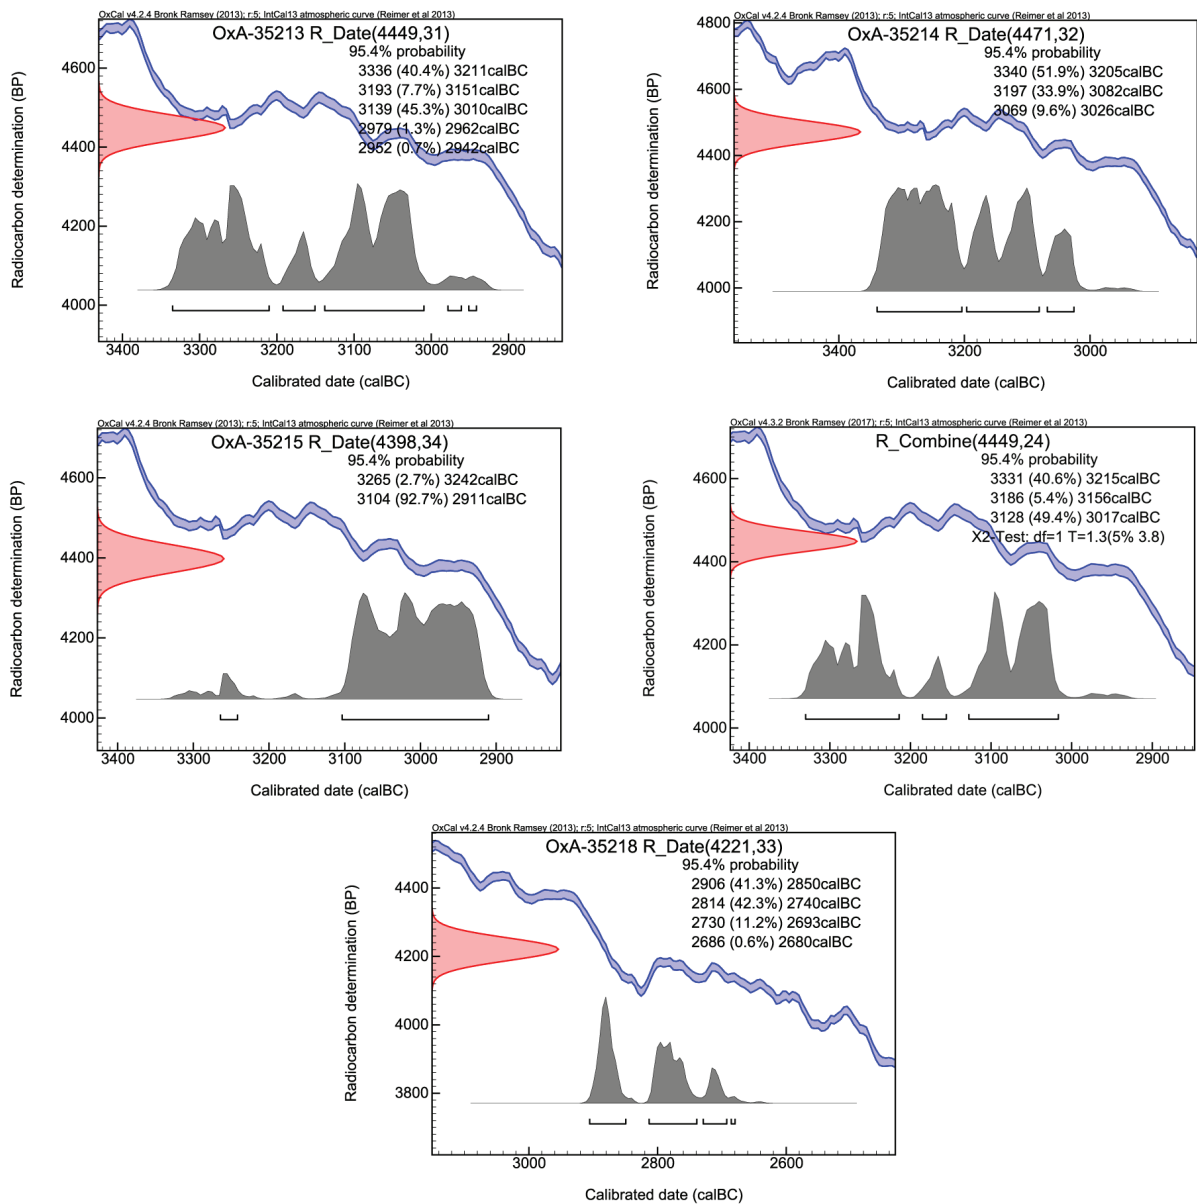 OxCal v4.2.4 Bronk Ramsey (2013); r:5; IntCal13 atmospheric curve (Reimer et al 2013)
OxA-35213 R_Date(4449,31)
95.4% probability
3336 (40.4%) 3211calBC
3193 (7.7%) 3151calBC
3139 (45.3%) 3010calBC
2979 (1.3%) 2962calBC
2952 (0.7%) 2942calBC
Radiocarbon determination (BP)
4600
4400
4200
4000
3400 3300 3200 3100 3000 2900
Calibrated date (calBC)
OxCal v4.2.4 Bronk Ramsey (2013); r:5; IntCal13 atmospheric curve (Reimer et al 2013)
OxA-35214 R_Date(4471,32)
95.4% probability
3340 (51.9%) 3205calBC
3197 (33.9%) 3082calBC
3069 (9.6%) 3026calBC
Radiocarbon determination (BP)
4800
4600
4400
4200
4000
3400 3200 3000
Calibrated date (calBC)
OxCal v4.2.4 Bronk Ramsey (2013); r:5; IntCal13 atmospheric curve (Reimer et al 2013)
OxA-35215 R_Date(4398,34)
95.4% probability
3265 (2.7%) 3242calBC
3104 (92.7%) 2911calBC
Radiocarbon determination (BP)
4600
4400
4200
4000
3400 3300 3200 3100 3000 2900
Calibrated date (calBC)
OxCal v4.3.2 Bronk Ramsey (2017); r:5; IntCal13 atmospheric curve (Reimer et al 2013)
R_Combine(4449,24)
95.4% probability
3331 (40.6%) 3215calBC
3186 (5.4%) 3156calBC
3128 (49.4%) 3017calBC
X2-Test: df=1 T=1.3(5% 3.8)
Radiocarbon determination (BP)
4600
4400
4200
4000
3400 3300 3200 3100 3000 2900
Calibrated date (calBC)
OxCal v4.2.4 Bronk Ramsey (2013); r:5; IntCal13 atmospheric curve (Reimer et al 2013)
OxA-35218 R_Date(4221,33)
95.4% probability
2906 (41.3%) 2850calBC
2814 (42.3%) 2740calBC
2730 (11.2%) 2693calBC
2686 (0.6%) 2680calBC
Radiocarbon determination (BP)
4400
4200
4000
3800
3000 2800 2600
Calibrated date (calBC)